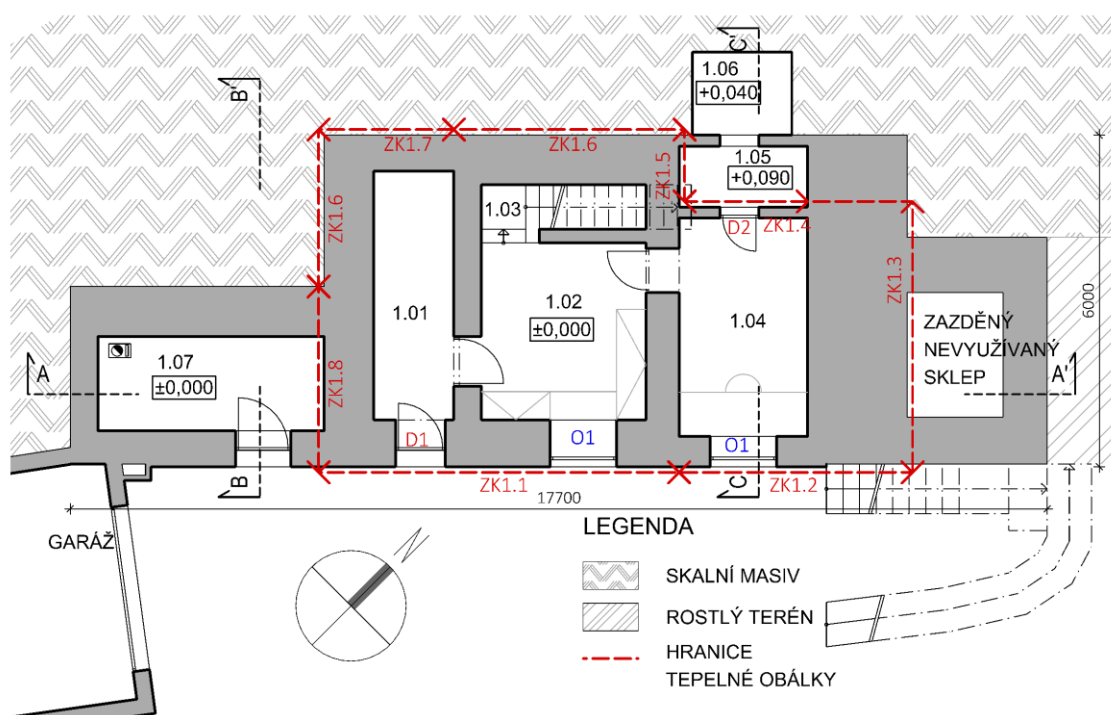 C'
1.06
+0,040
B'
ZK1.7
ZK1.6
ZK1.5
1.05
+0,090
ZK1.6
1.03
D2
ZK1.4
ZK1.3
6000
1.01
1.02
±0,000
1.04
ZAZDĚNÝ
NEVYUŽÍVANÝ
SKLEP
1.07
±0,000
A
A'
ZK1.8
D1
O1
O1
B
ZK1.1
C
ZK1.2
17700
GARÁŽ
N
LEGENDA
SKALNÍ MASIV
ROSTLÝ TERÉN
HRANICE
TEPELNÉ OBÁLKY